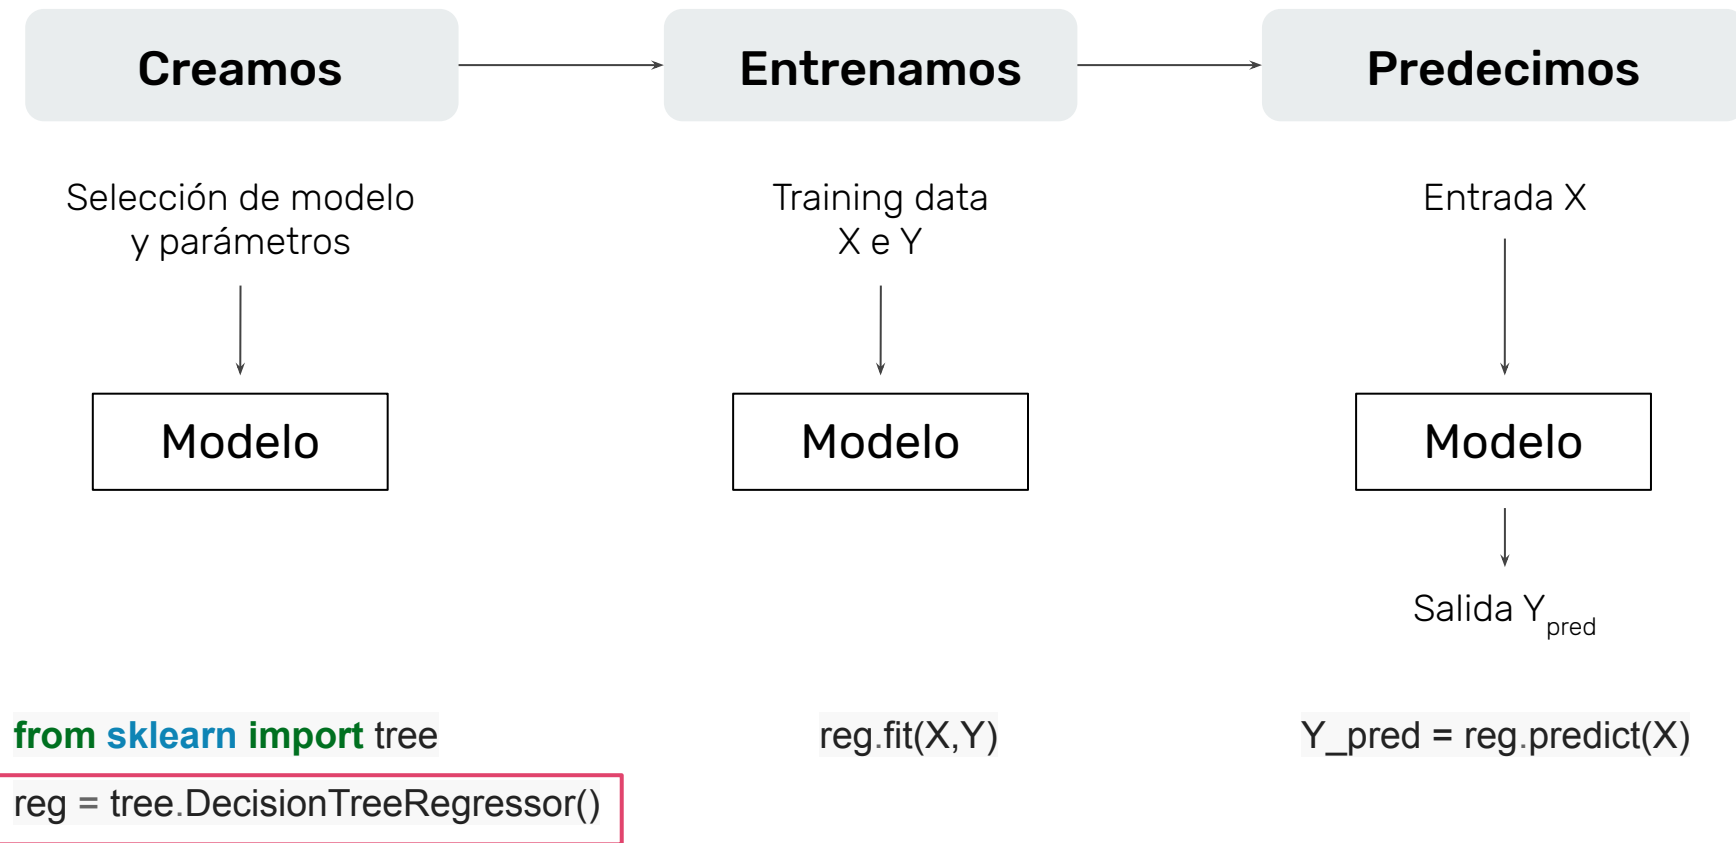 Creamos
Entrenamos
Predecimos
Selección de modelo
y parámetros
Training data
X e Y
Entrada X
Modelo
Modelo
Modelo
Salida Y_pred
from sklearn import tree
reg.fit(X,Y)
Y_pred = reg.predict(X)
reg = tree.DecisionTreeRegressor()